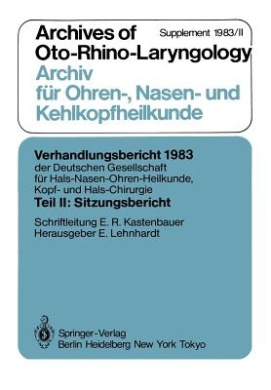 Archives of
Supplement 1983/II
Oto-Rhino-Laryngology
Archiv
für Ohren-, Nasen- und
Kehlkopfheilkunde
Verhandlungsbericht 1983
der Deutschen Gesellschaft
für Hals-Nasen-Ohren-Heilkunde,
Kopf- und Hals-Chirurgie
Teil II: Sitzungsbericht
Schriftleitung E. R. Kastenbauer
Herausgeber E. Lehnhardt
Springer-Verlag
Berlin Heidelberg New York Tokyo